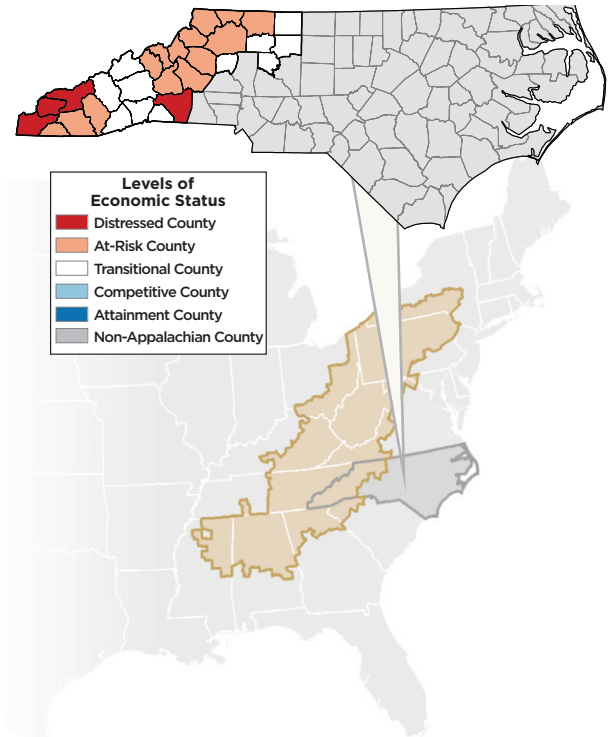 Levels of
Economic Status
Distressed County
At-Risk County
Transitional County
Competitive County
Attainment County
Non-Appalachian County